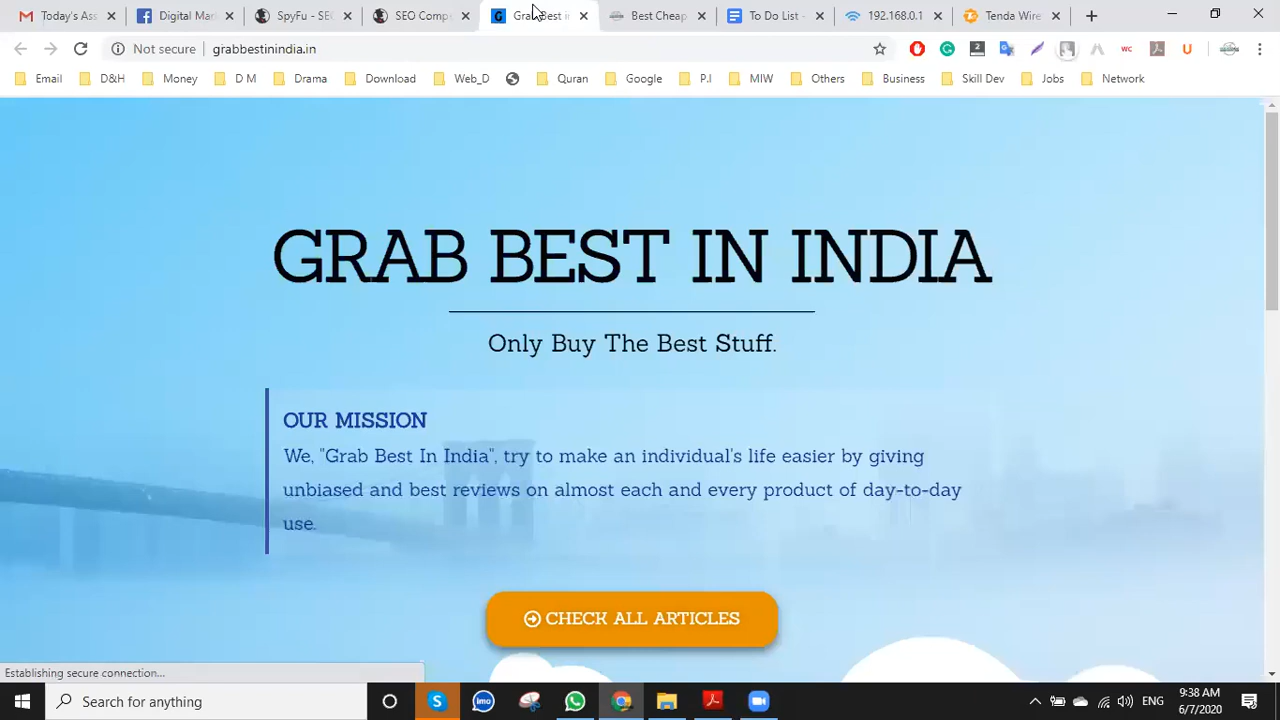 Today's Ass
Digital Mar
SpyFu - SEO
SEO Comp
Grab Best in
Best Cheap
To Do List -
192.168.0.1
Tenda Wire
Not secure
grabbestinindia.in
Email
D&H
Money
D M
Drama
Download
Web_D
Quran
Google
P.I
MIW
Others
Business
Skill Dev
Jobs
Network
GRAB BEST IN INDIA
Only Buy The Best Stuff.
OUR MISSION
We, "Grab Best In India", try to make an individual's life easier by giving
unbiased and best reviews on almost each and every product of day-to-day
use.
CHECK ALL ARTICLES
Establishing secure connection...
Search for anything
ENG
9:38 AM
6/7/2020